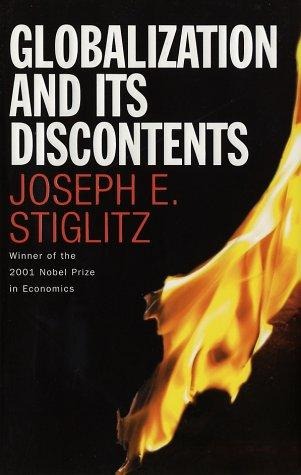 GLOBALIZATION
AND ITS
DISCONTENTS
JOSEPH E.
STIGLITZ
Winner of the
2001 Nobel Prize
in Economics